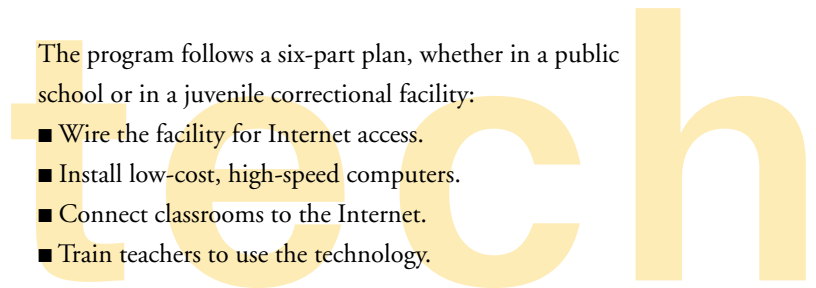 The program follows a six-part plan, whether in a public
school or in a juvenile correctional facility:
■ Wire the facility for Internet access.
■ Install low-cost, high-speed computers.
■ Connect classrooms to the Internet.
■ Train teachers to use the technology.
tech